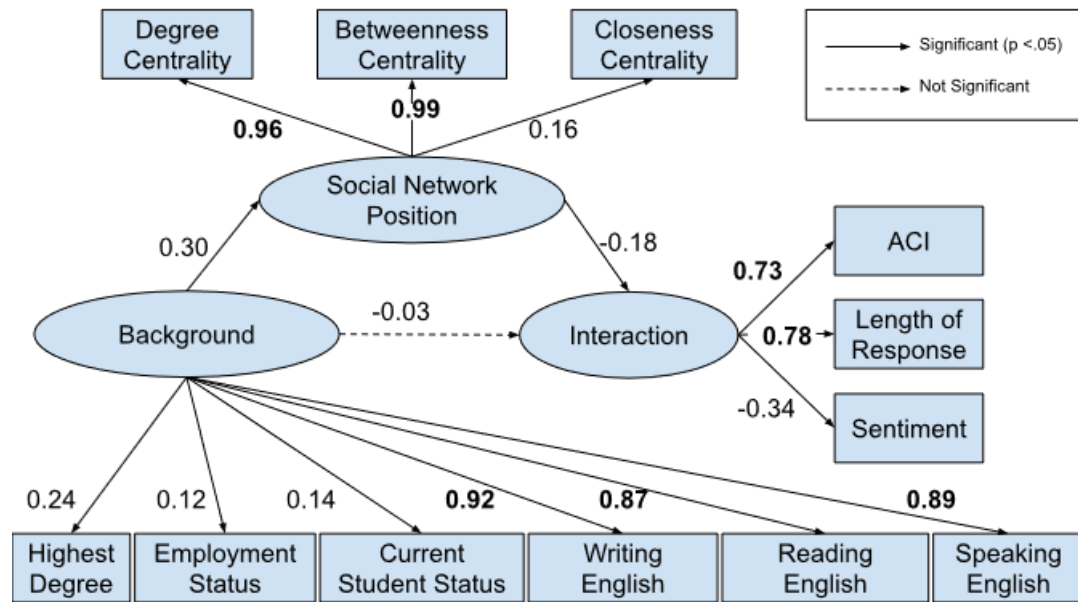 Degree
Centrality
Betweenness
Centrality
Closeness
Centrality
Significant (p <.05)
Not Significant
0.96
0.99
0.16
Social Network
Position
0.30
-0.18
ACI
0.73
Background
-0.03
Interaction
0.78
Length of
Response
-0.34
Sentiment
0.24
0.12
0.14
0.92
0.87
0.89
Highest
Degree
Employment
Status
Current
Student Status
Writing
English
Reading
English
Speaking
English